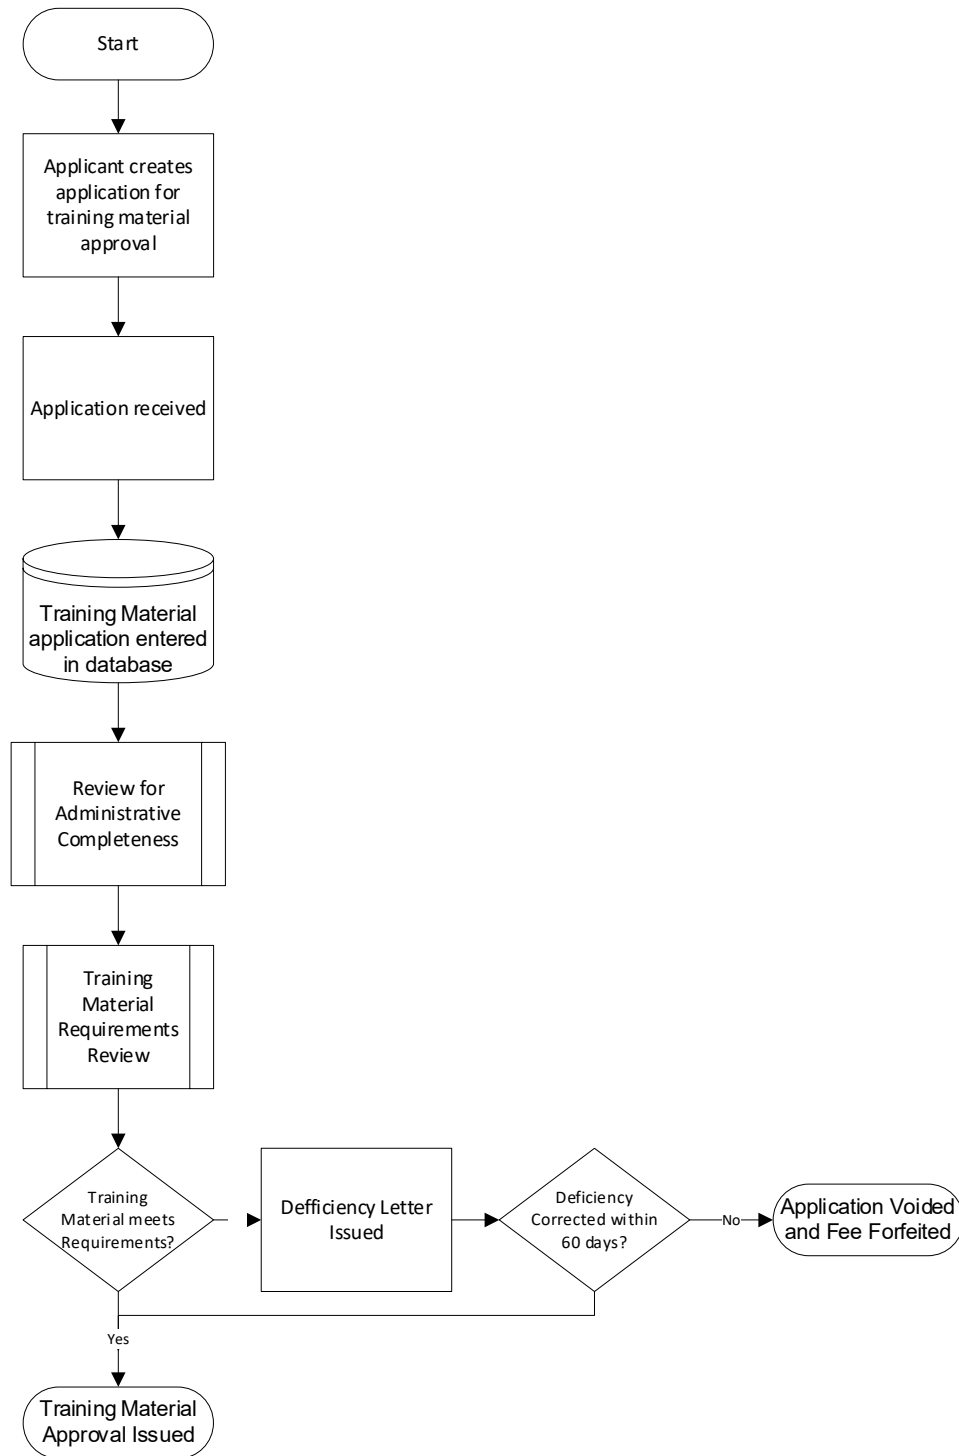 Start
Applicant creates
application for
training material
approval
Application received
Training Material
application entered
in database
Review for
Administrative
Completeness
Training
Material
Requirements
Review
Training
Material meets
Requirements?
Defficiency Letter
Issued
Deficiency
Corrected within
60 days?
No
Application Voided
and Fee Forfeited
Yes
Training Material
Approval Issued